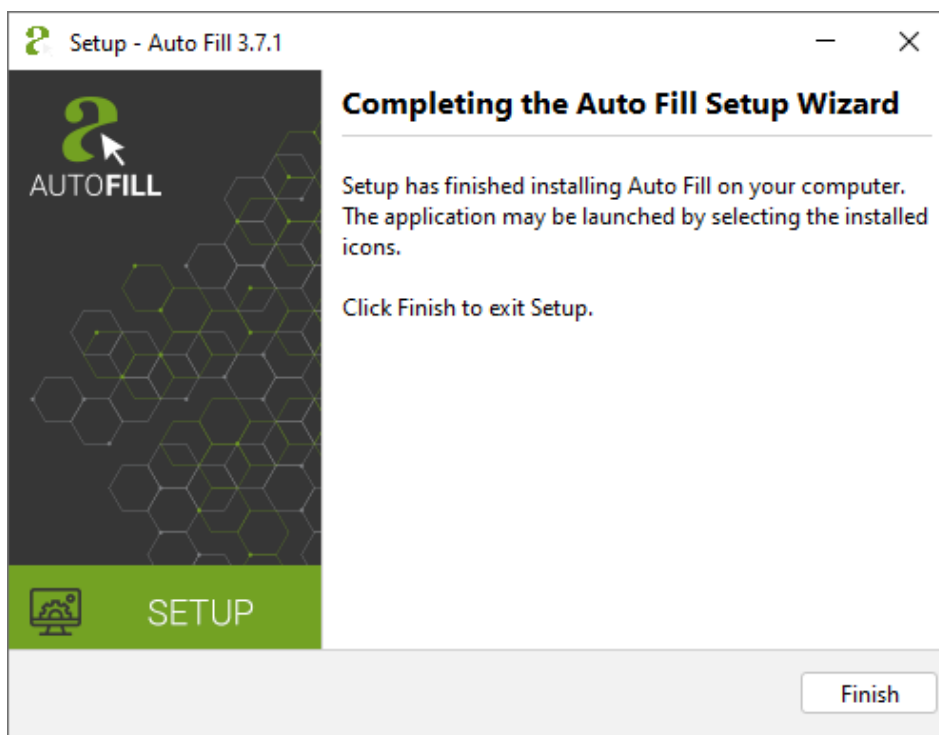 Setup - Auto Fill 3.7.1
AUTOFILL
SETUP
Completing the Auto Fill Setup Wizard
Setup has finished installing Auto Fill on your computer.
The application may be launched by selecting the installed
icons.
Click Finish to exit Setup.
Finish